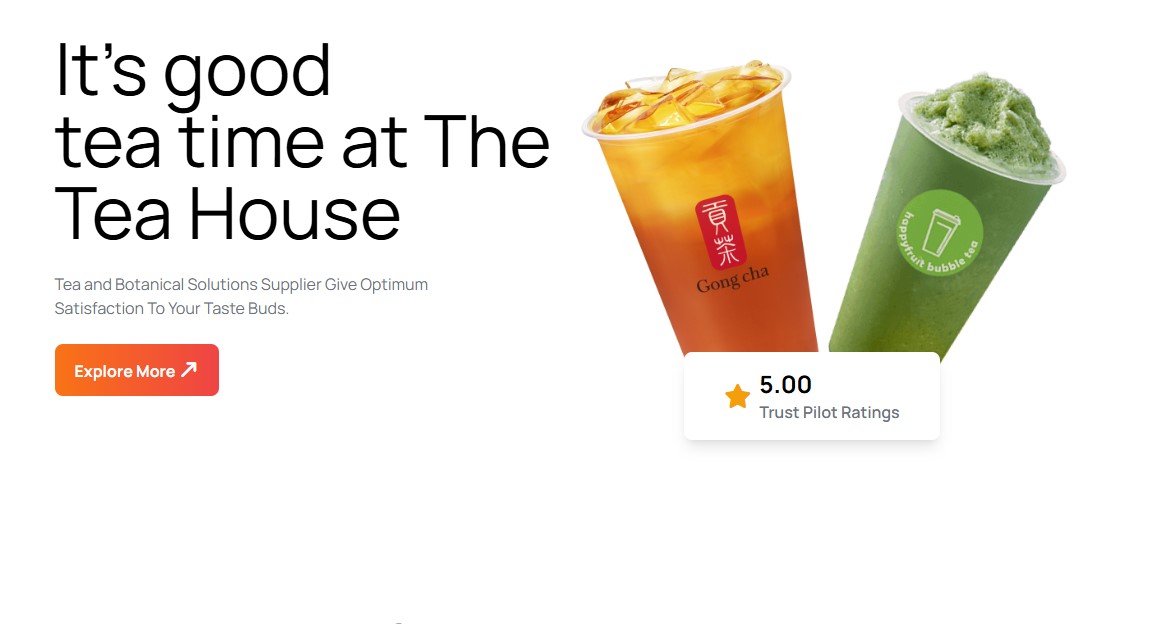 It’s good
tea time at The
Tea House
Tea and Botanical Solutions Supplier Give Optimum
Satisfaction To Your Taste Buds.
Explore More
貢茶
Gong cha
happyfruit bubble tea
5.00
Trust Pilot Ratings